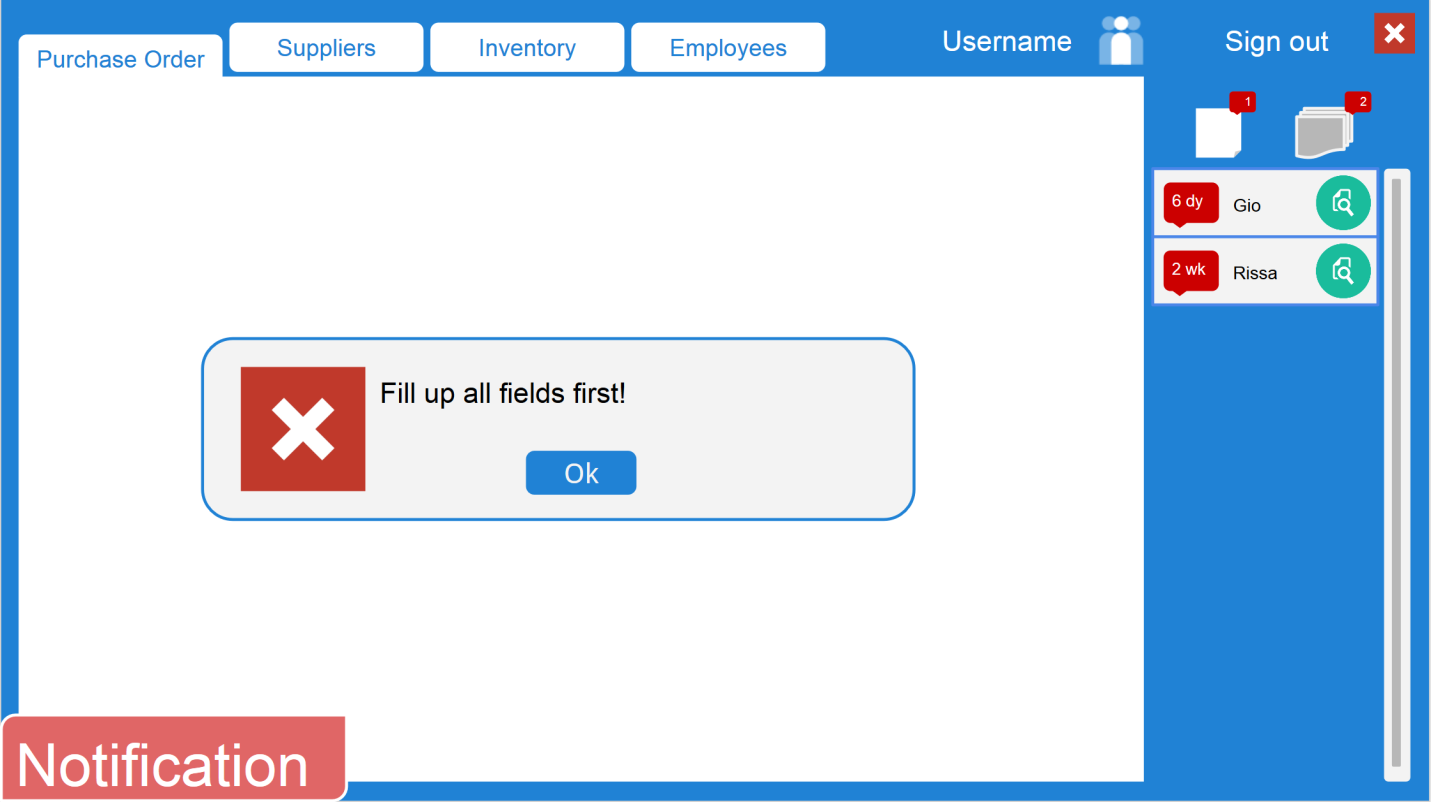 Purchase Order
Suppliers
Inventory
Employees
Username
Sign out
1
2
6 dy
Gio
2 wk
Rissa
Fill up all fields first!
Ok
Notification